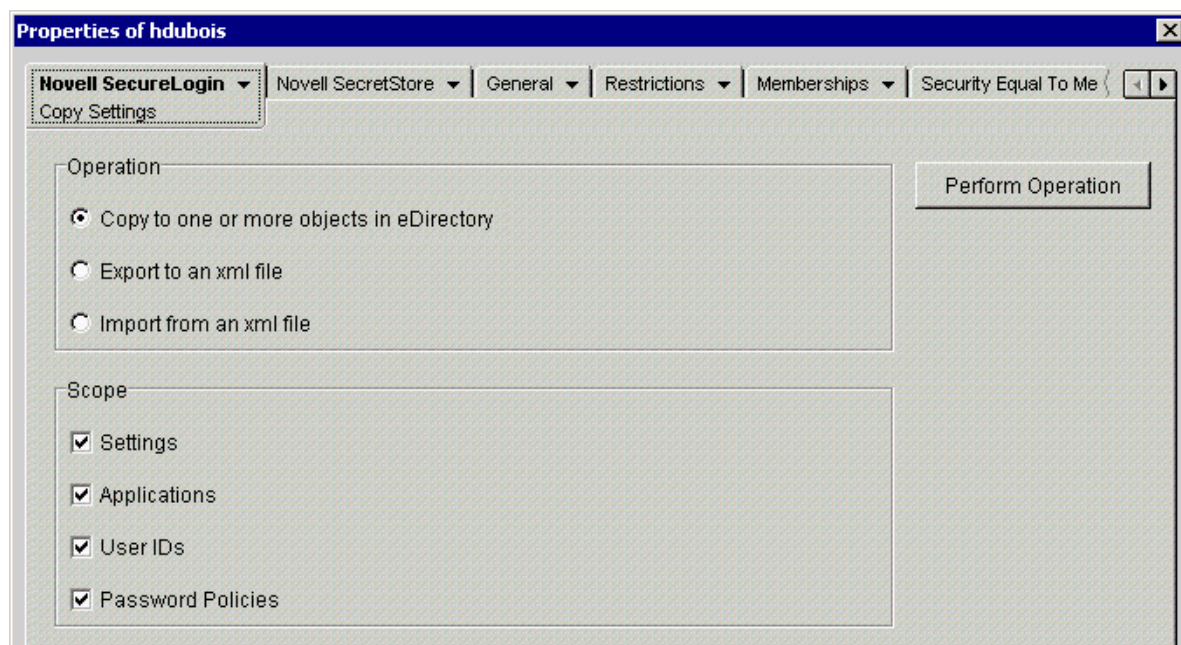 Properties of hdubois
Novell SecureLogin Novell SecretStore General Restrictions Memberships Security Equal To Me
Copy Settings
Operation
Perform Operation
Copy to one or more objects in eDirectory
Export to an xml file
Import from an xml file
Scope
Settings
Applications
User IDs
Password Policies